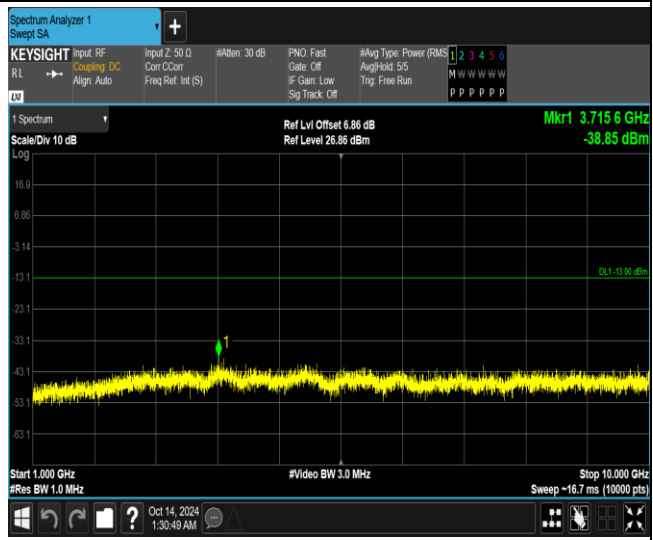 Spectrum Analyzer 1
Swept SA
+
KEYSIGHT Input: RF Input Z: 50 Ω #Atten: 30 dB PNO: Fast #Avg Type: Power (RMS 1 2 3 4 5 6
R L Coupling: DC Corr CCorr Gate: Off Avg|Hold: 5/5 M W W W W W
Align: Auto Freq Ref: Int (S) IF Gain: Low Trig: Free Run
Sig Track: Off P P P P P P
LXI
1 Spectrum Ref Lvl Offset 6.86 dB Mkr1 3.715 6 GHz
Scale/Div 10 dB Ref Level 26.86 dBm -38.85 dBm
Log
16.9
6.86
-3.14
-13.1 DL1 -13.00 dBm
-23.1
-33.1
1
-43.1
-53.1
-63.1
Start 1.000 GHz #Video BW 3.0 MHz Stop 10.000 GHz
#Res BW 1.0 MHz Sweep ~16.7 ms (10000 pts)
? Oct 14, 2024
1:30:49 AM